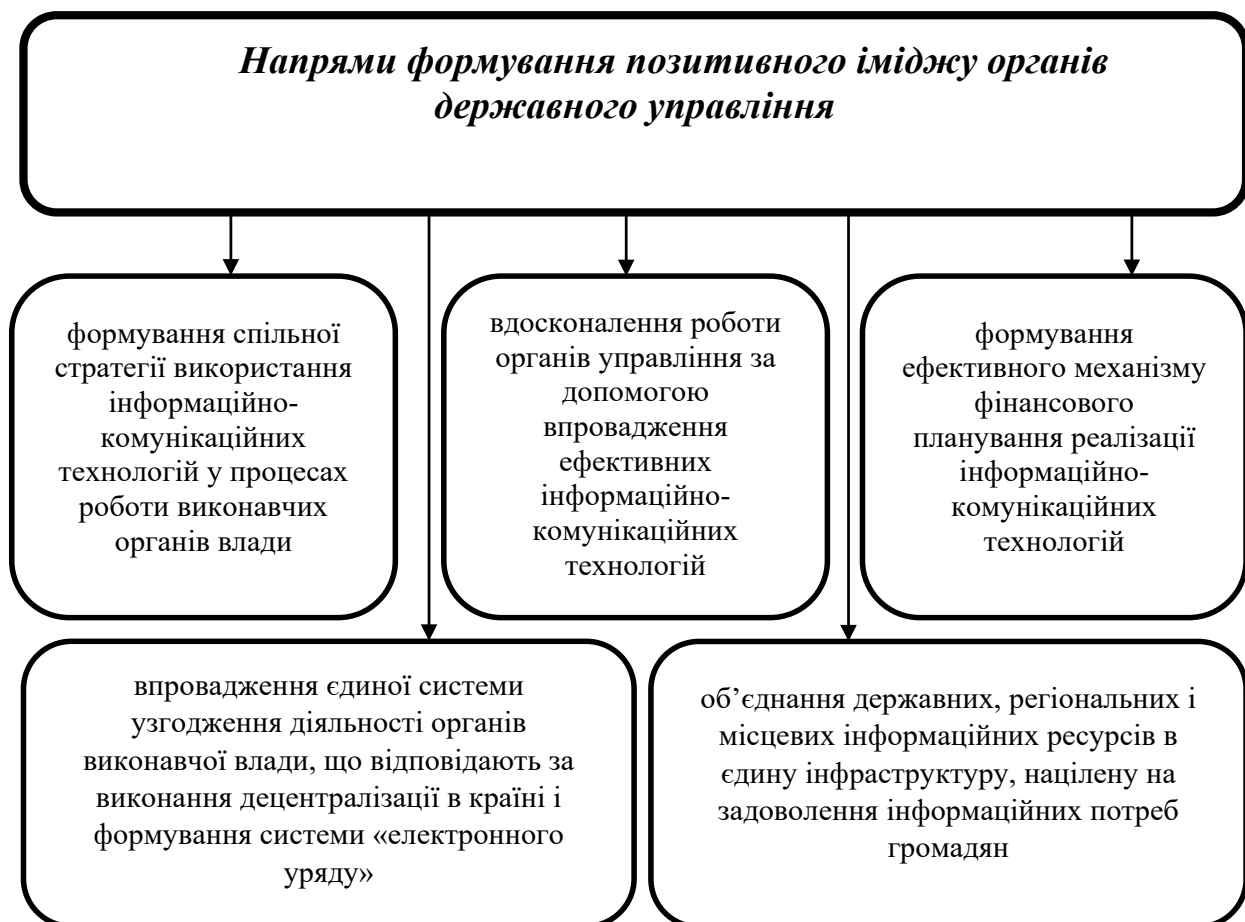 Напрями формування позитивного іміджу органів
державного управління
формування спільної
стратегії використання
інформаційно-
комунікаційних
технологій у процесах
роботи виконавчих
органів влади
вдосконалення роботи
органів управління за
допомогою
впровадження
ефективних
інформаційно-
комунікаційних
технологій
формування
ефективного механізму
фінансового
планування реалізації
інформаційно-
комунікаційних
технологій
впровадження єдиної системи
узгодження діяльності органів
виконавчої влади, що відповідають за
виконання децентралізації в країні і
формування системи «електронного
уряду»
об’єднання державних, регіональних і
місцевих інформаційних ресурсів в
єдину інфраструктуру, націлену на
задоволення інформаційних потреб
громадян